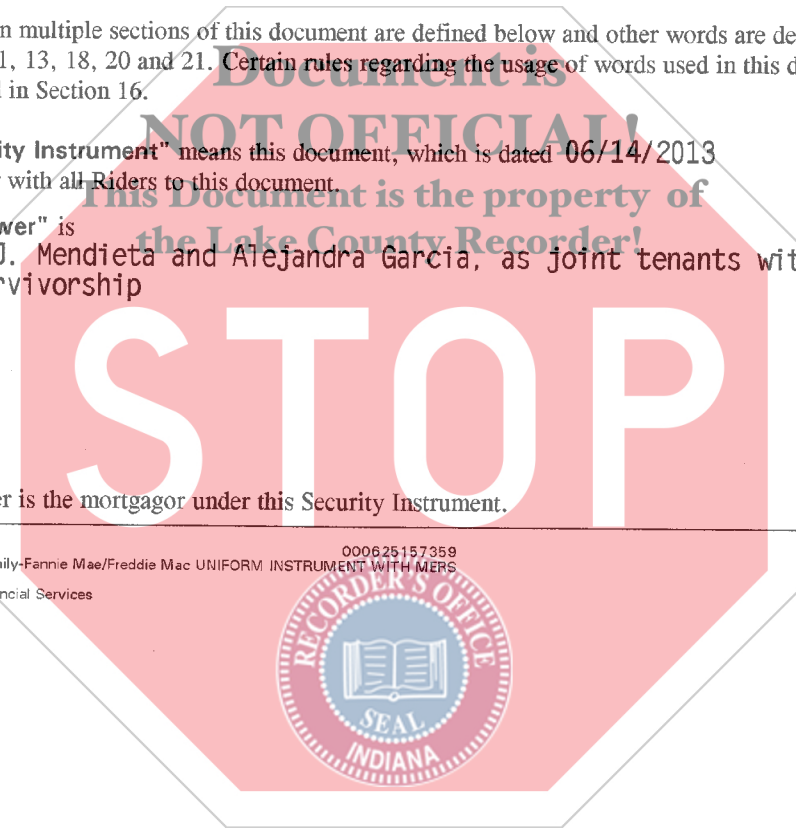 n multiple sections of this document are defined below and other words are de
1, 13, 18, 20 and 21. Certain rules regarding the usage of words used in this d
l in Section 16.
Document is
NOT OFFICIAL!
This Document is the property of
the Lake County Recorder!
ity Instrument" means this document, which is dated 06/14/2013
with all Riders to this document.
wer" is
J. Mendieta and Alejandra Garcia, as joint tenants wit
rvivorship
STOP
er is the mortgagor under this Security Instrument.
000625157359
ily-Fannie Mae/Freddie Mac UNIFORM INSTRUMENT WITH MERS
ncial Services
RECORDER'S OFFICE
SEAL
INDIANA